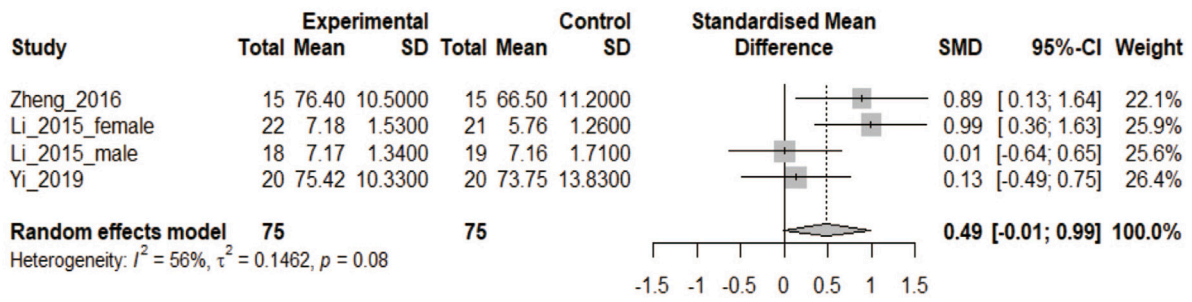 Experimental Control Standardised Mean
Study Total Mean SD Total Mean SD Difference SMD 95%-CI Weight
Zheng_2016 15 76.40 10.5000 15 66.50 11.2000 0.89 [ 0.13; 1.64] 22.1%
Li_2015_female 22 7.18 1.5300 21 5.76 1.2600 0.99 [ 0.36; 1.63] 25.9%
Li_2015_male 18 7.17 1.3400 19 7.16 1.7100 0.01 [-0.64; 0.65] 25.6%
Yi_2019 20 75.42 10.3300 20 73.75 13.8300 0.13 [-0.49; 0.75] 26.4%
Random effects model 75 75 0.49 [-0.01; 0.99] 100.0%
Heterogeneity: I² = 56%, τ² = 0.1462, p = 0.08
-1.5 -1 -0.5 0 0.5 1 1.5